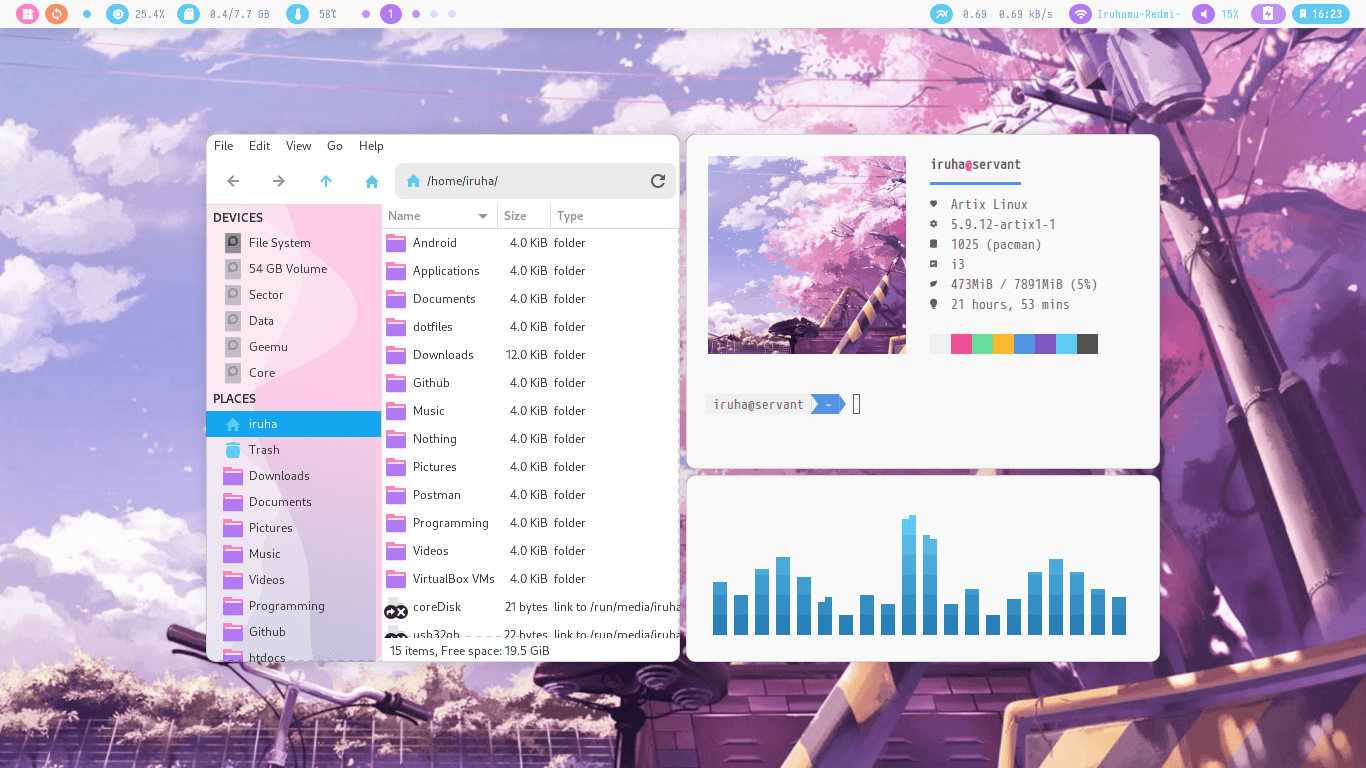 25.4% 0.4/7.7 GB 58°C 1 0.69 0.69 kB/s Iruhamu-Redmi- 15% 16:23
File Edit View Go Help
/home/iruha/
DEVICES
File System
54 GB Volume
Sector
Data
Geemu
Core
PLACES
iruha
Trash
Downloads
Documents
Pictures
Music
Videos
Programming
Github
htdocs
Name Size Type
Android 4.0 KiB folder
Applications 4.0 KiB folder
Documents 4.0 KiB folder
dotfiles 4.0 KiB folder
Downloads 12.0 KiB folder
Github 4.0 KiB folder
Music 4.0 KiB folder
Nothing 4.0 KiB folder
Pictures 4.0 KiB folder
Postman 4.0 KiB folder
Programming 4.0 KiB folder
Videos 4.0 KiB folder
VirtualBox VMs 4.0 KiB folder
coreDisk 21 bytes link to /run/media/iruha
usb32gb 22 bytes link to /run/media/iruha
15 items, Free space: 19.5 GiB
iruha@servant
Artix Linux
5.9.12-artix1-1
1025 (pacman)
i3
473MiB / 7891MiB (5%)
21 hours, 53 mins
iruha@servant ~